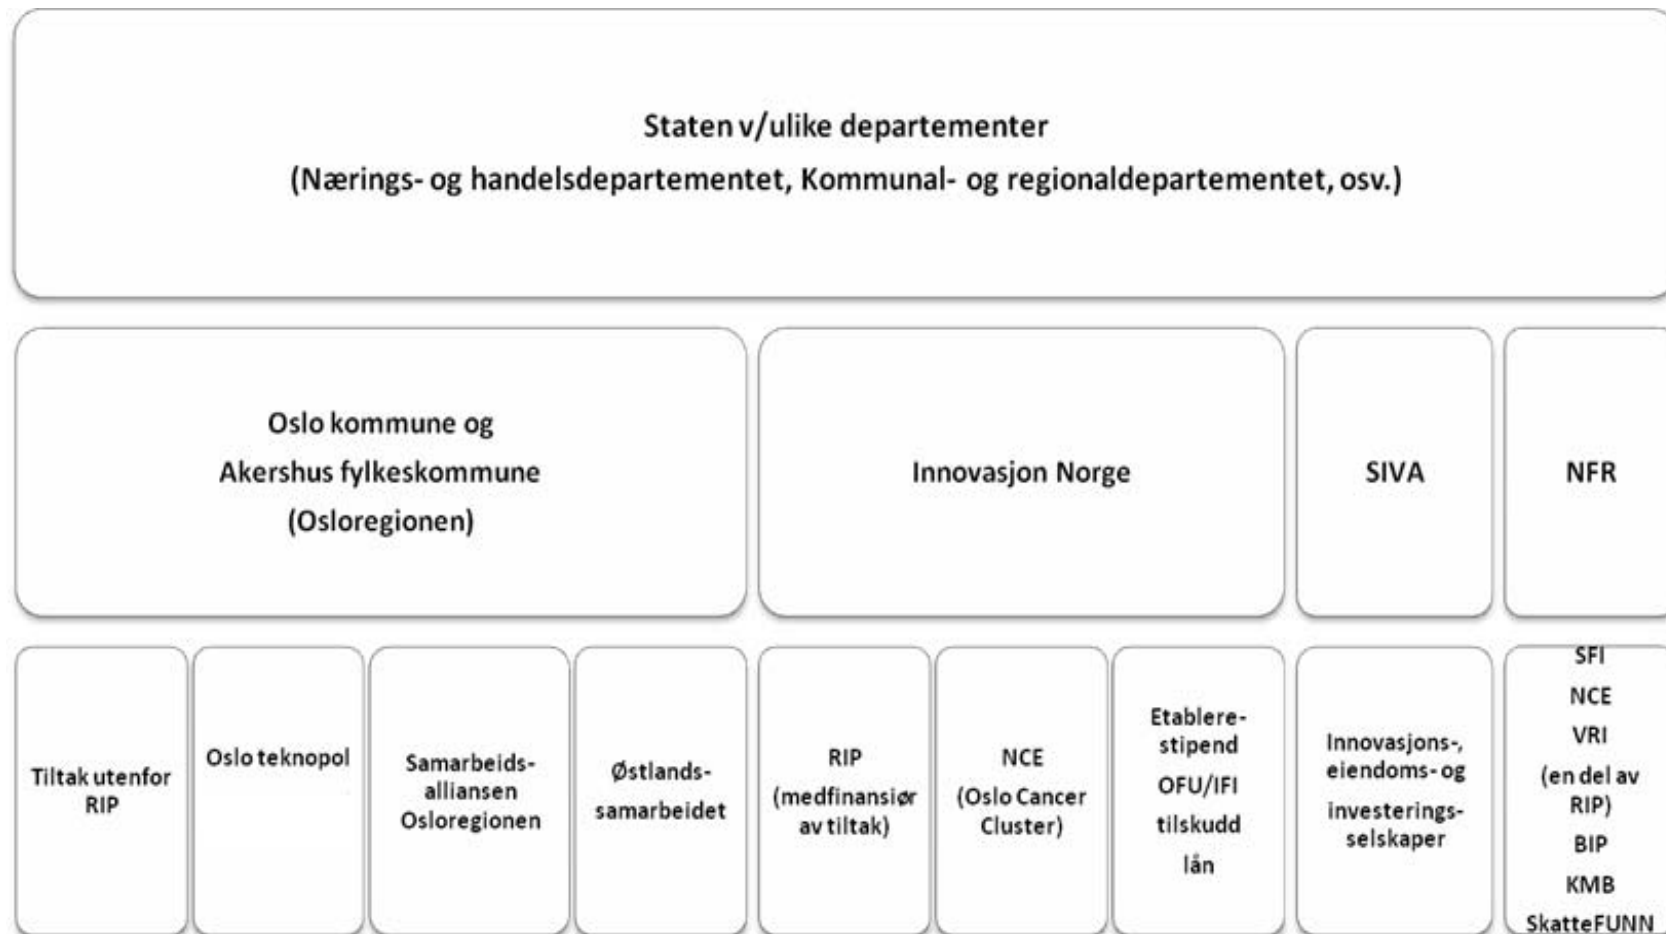 Staten v/ulike departementer
(Nærings- og handelsdepartementet, Kommunal- og regionaldepartementet, osv.)
Oslo kommune og
Akershus fylkeskommune
(Osloregionen)
Innovasjon Norge
SIVA
NFR
Tiltak utenfor
RIP
Oslo teknopol
Samarbeids-
alliansen
Osloregionen
Østlands-
samarbeidet
RIP
(medfinansiør
av tiltak)
NCE
(Oslo Cancer
Cluster)
Etablere-
stipend
OFU/IFI
tilskudd
lån
Innovasjons-,
eiendoms- og
investerings-
selskaper
SFI
NCE
VRI
(en del av
RIP)
BIP
KMB
SkatteFUNN